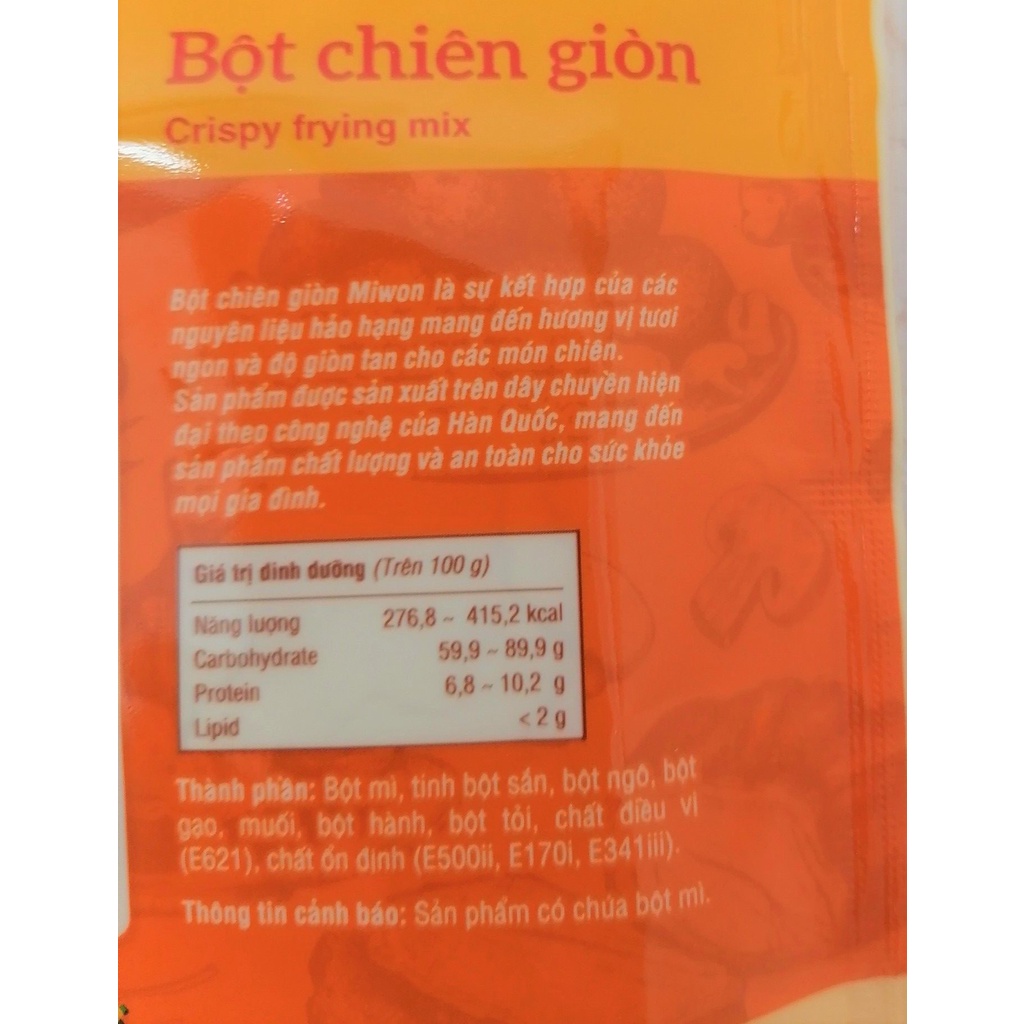 Bột chiên giòn
Crispy frying mix
Bột chiên giòn Miwon là sự kết hợp của các
nguyên liệu hảo hạng mang đến hương vị tươi
ngon và độ giòn tan cho các món chiên.
Sản phẩm được sản xuất trên dây chuyền hiện
đại theo công nghệ của Hàn Quốc, mang đến
sản phẩm chất lượng và an toàn cho sức khỏe
mọi gia đình.
Giá trị dinh dưỡng (Trên 100 g)
Năng lượng 276,8 ~ 415,2 kcal
Carbohydrate 59,9 ~ 89,9 g
Protein 6,8 ~ 10,2 g
Lipid < 2 g
Thành phần: Bột mì, tinh bột sắn, bột ngô, bột
gạo, muối, bột hành, bột tỏi, chất điều vị
(E621), chất ổn định (E500ii, E170i, E341iii).
Thông tin cảnh báo: Sản phẩm có chứa bột mì.